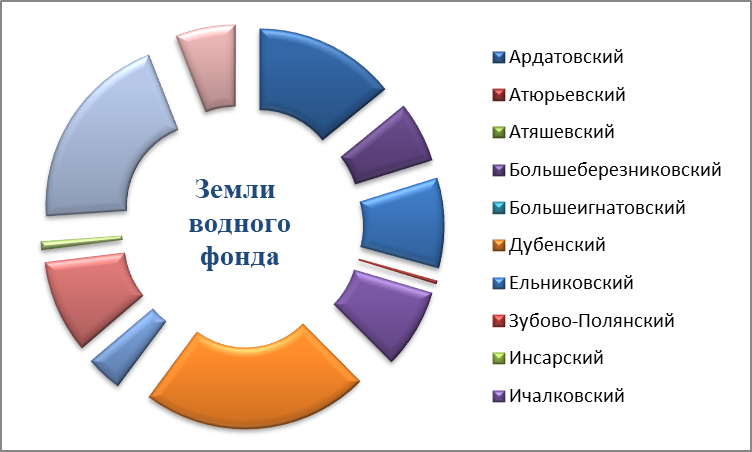 Земли
водного
фонда
Ардатовский
Атюрьевский
Атяшевский
Большеберезниковский
Большеигнатовский
Дубенский
Ельниковский
Зубово-Полянский
Инсарский
Ичалковский